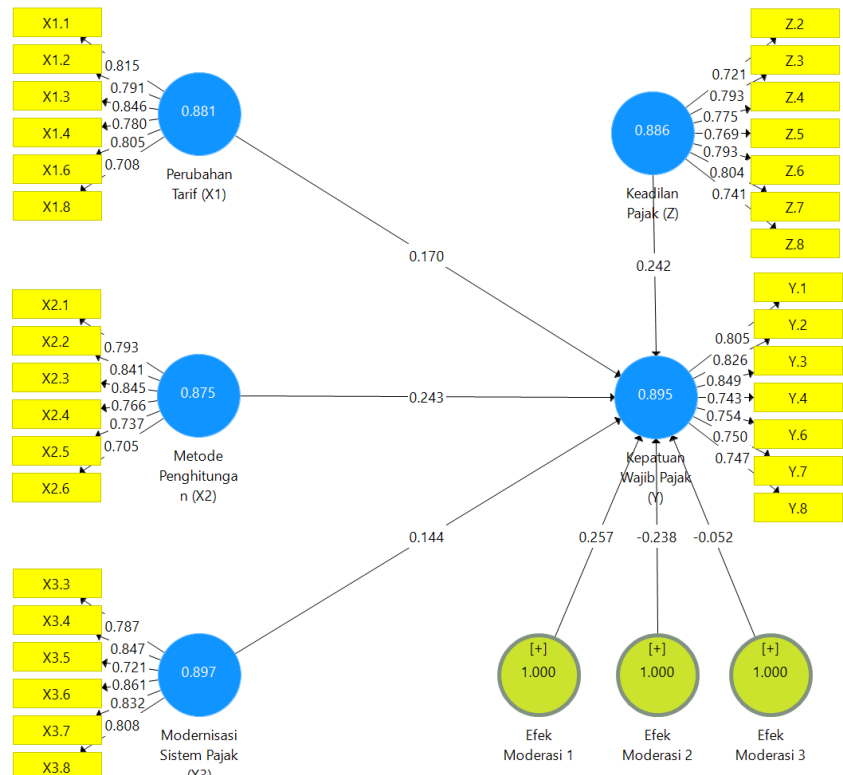 X1.1
X1.2
X1.3
X1.4
X1.6
X1.8
0.815
0.791
0.846
0.780
0.805
0.708
0.881
Perubahan
Tarif (X1)
0.170
Z.2
Z.3
Z.4
Z.5
Z.6
Z.7
Z.8
0.721
0.793
0.775
0.769
0.793
0.804
0.741
0.886
Keadilan
Pajak (Z)
0.242
X2.1
X2.2
X2.3
X2.4
X2.5
X2.6
0.793
0.841
0.845
0.766
0.737
0.705
0.875
Metode
Penghitunga
n (X2)
0.243
Y.1
Y.2
Y.3
Y.4
Y.6
Y.7
Y.8
0.805
0.826
0.849
0.743
0.754
0.750
0.747
0.895
Kepatuan
Wajib Pajak
(Y)
X3.3
X3.4
X3.5
X3.6
X3.7
X3.8
0.787
0.847
0.721
0.861
0.832
0.808
0.897
Modernisasi
Sistem Pajak
(X3)
0.144
0.257
-0.238
-0.052
[+]
1.000
Efek
Moderasi 1
[+]
1.000
Efek
Moderasi 2
[+]
1.000
Efek
Moderasi 3